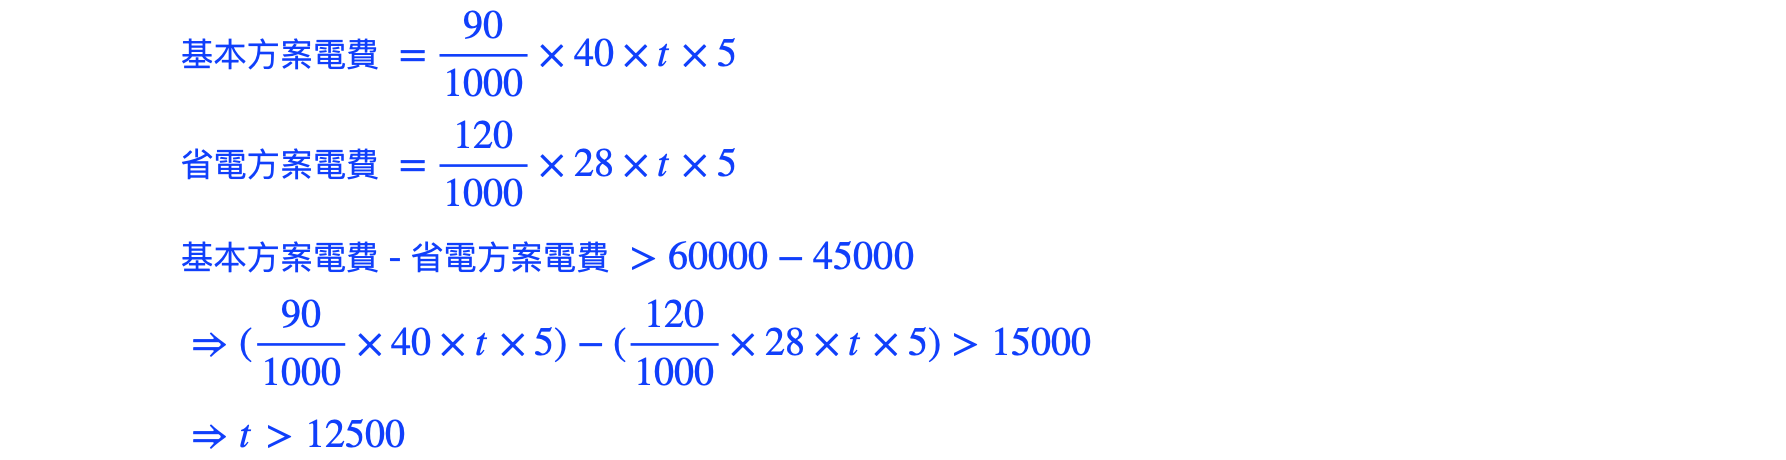 基本方案電費 = 90/1000 × 40 × t × 5
省電方案電費 = 120/1000 × 28 × t × 5
基本方案電費 - 省電方案電費 > 60000 − 45000
⇒ (90/1000 × 40 × t × 5) − (120/1000 × 28 × t × 5) > 15000
⇒ t > 12500